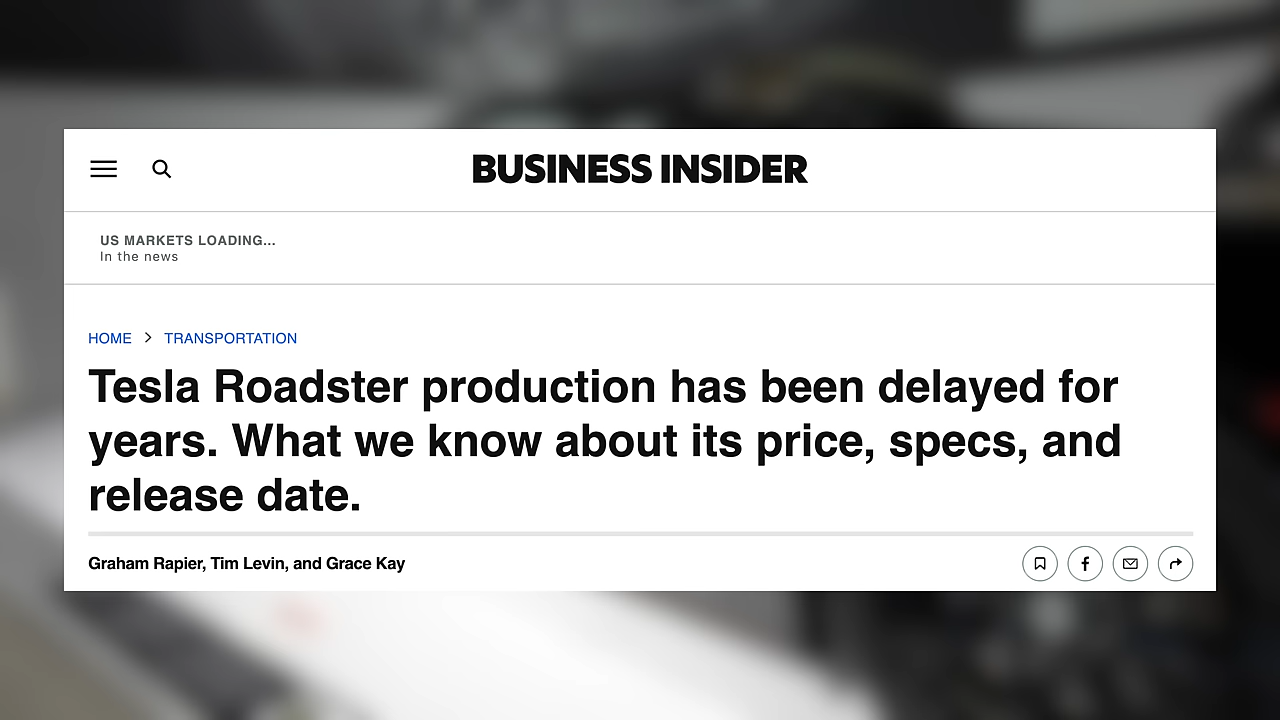 BUSINESS INSIDER
US MARKETS LOADING...
In the news
HOME > TRANSPORTATION
Tesla Roadster production has been delayed for
years. What we know about its price, specs, and
release date.
Graham Rapier, Tim Levin, and Grace Kay